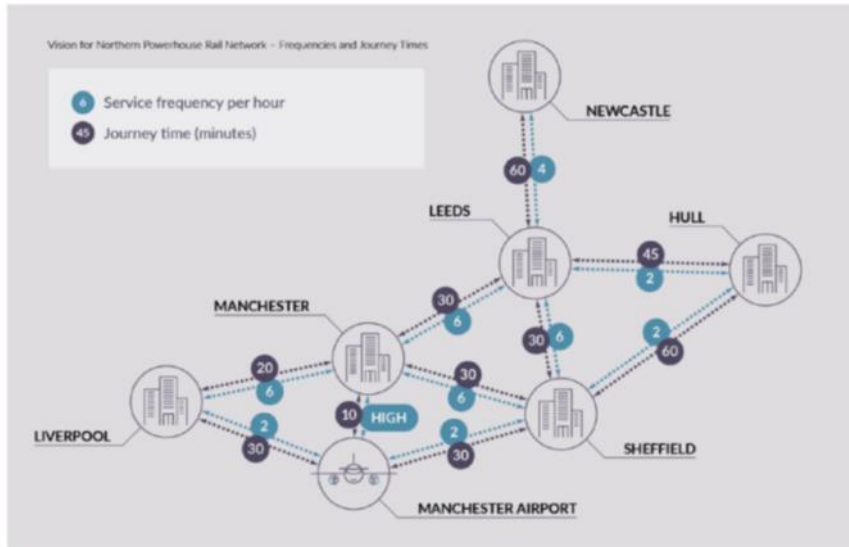 Vision for Northern Powerhouse Rail Network – Frequencies and Journey Times
6 Service frequency per hour
45 Journey time (minutes)
NEWCASTLE
60 4
LEEDS
HULL
45
2
30
6
MANCHESTER
30 6
2
60
20
6
30
6
10 HIGH
LIVERPOOL
2
30
2
30
SHEFFIELD
MANCHESTER AIRPORT